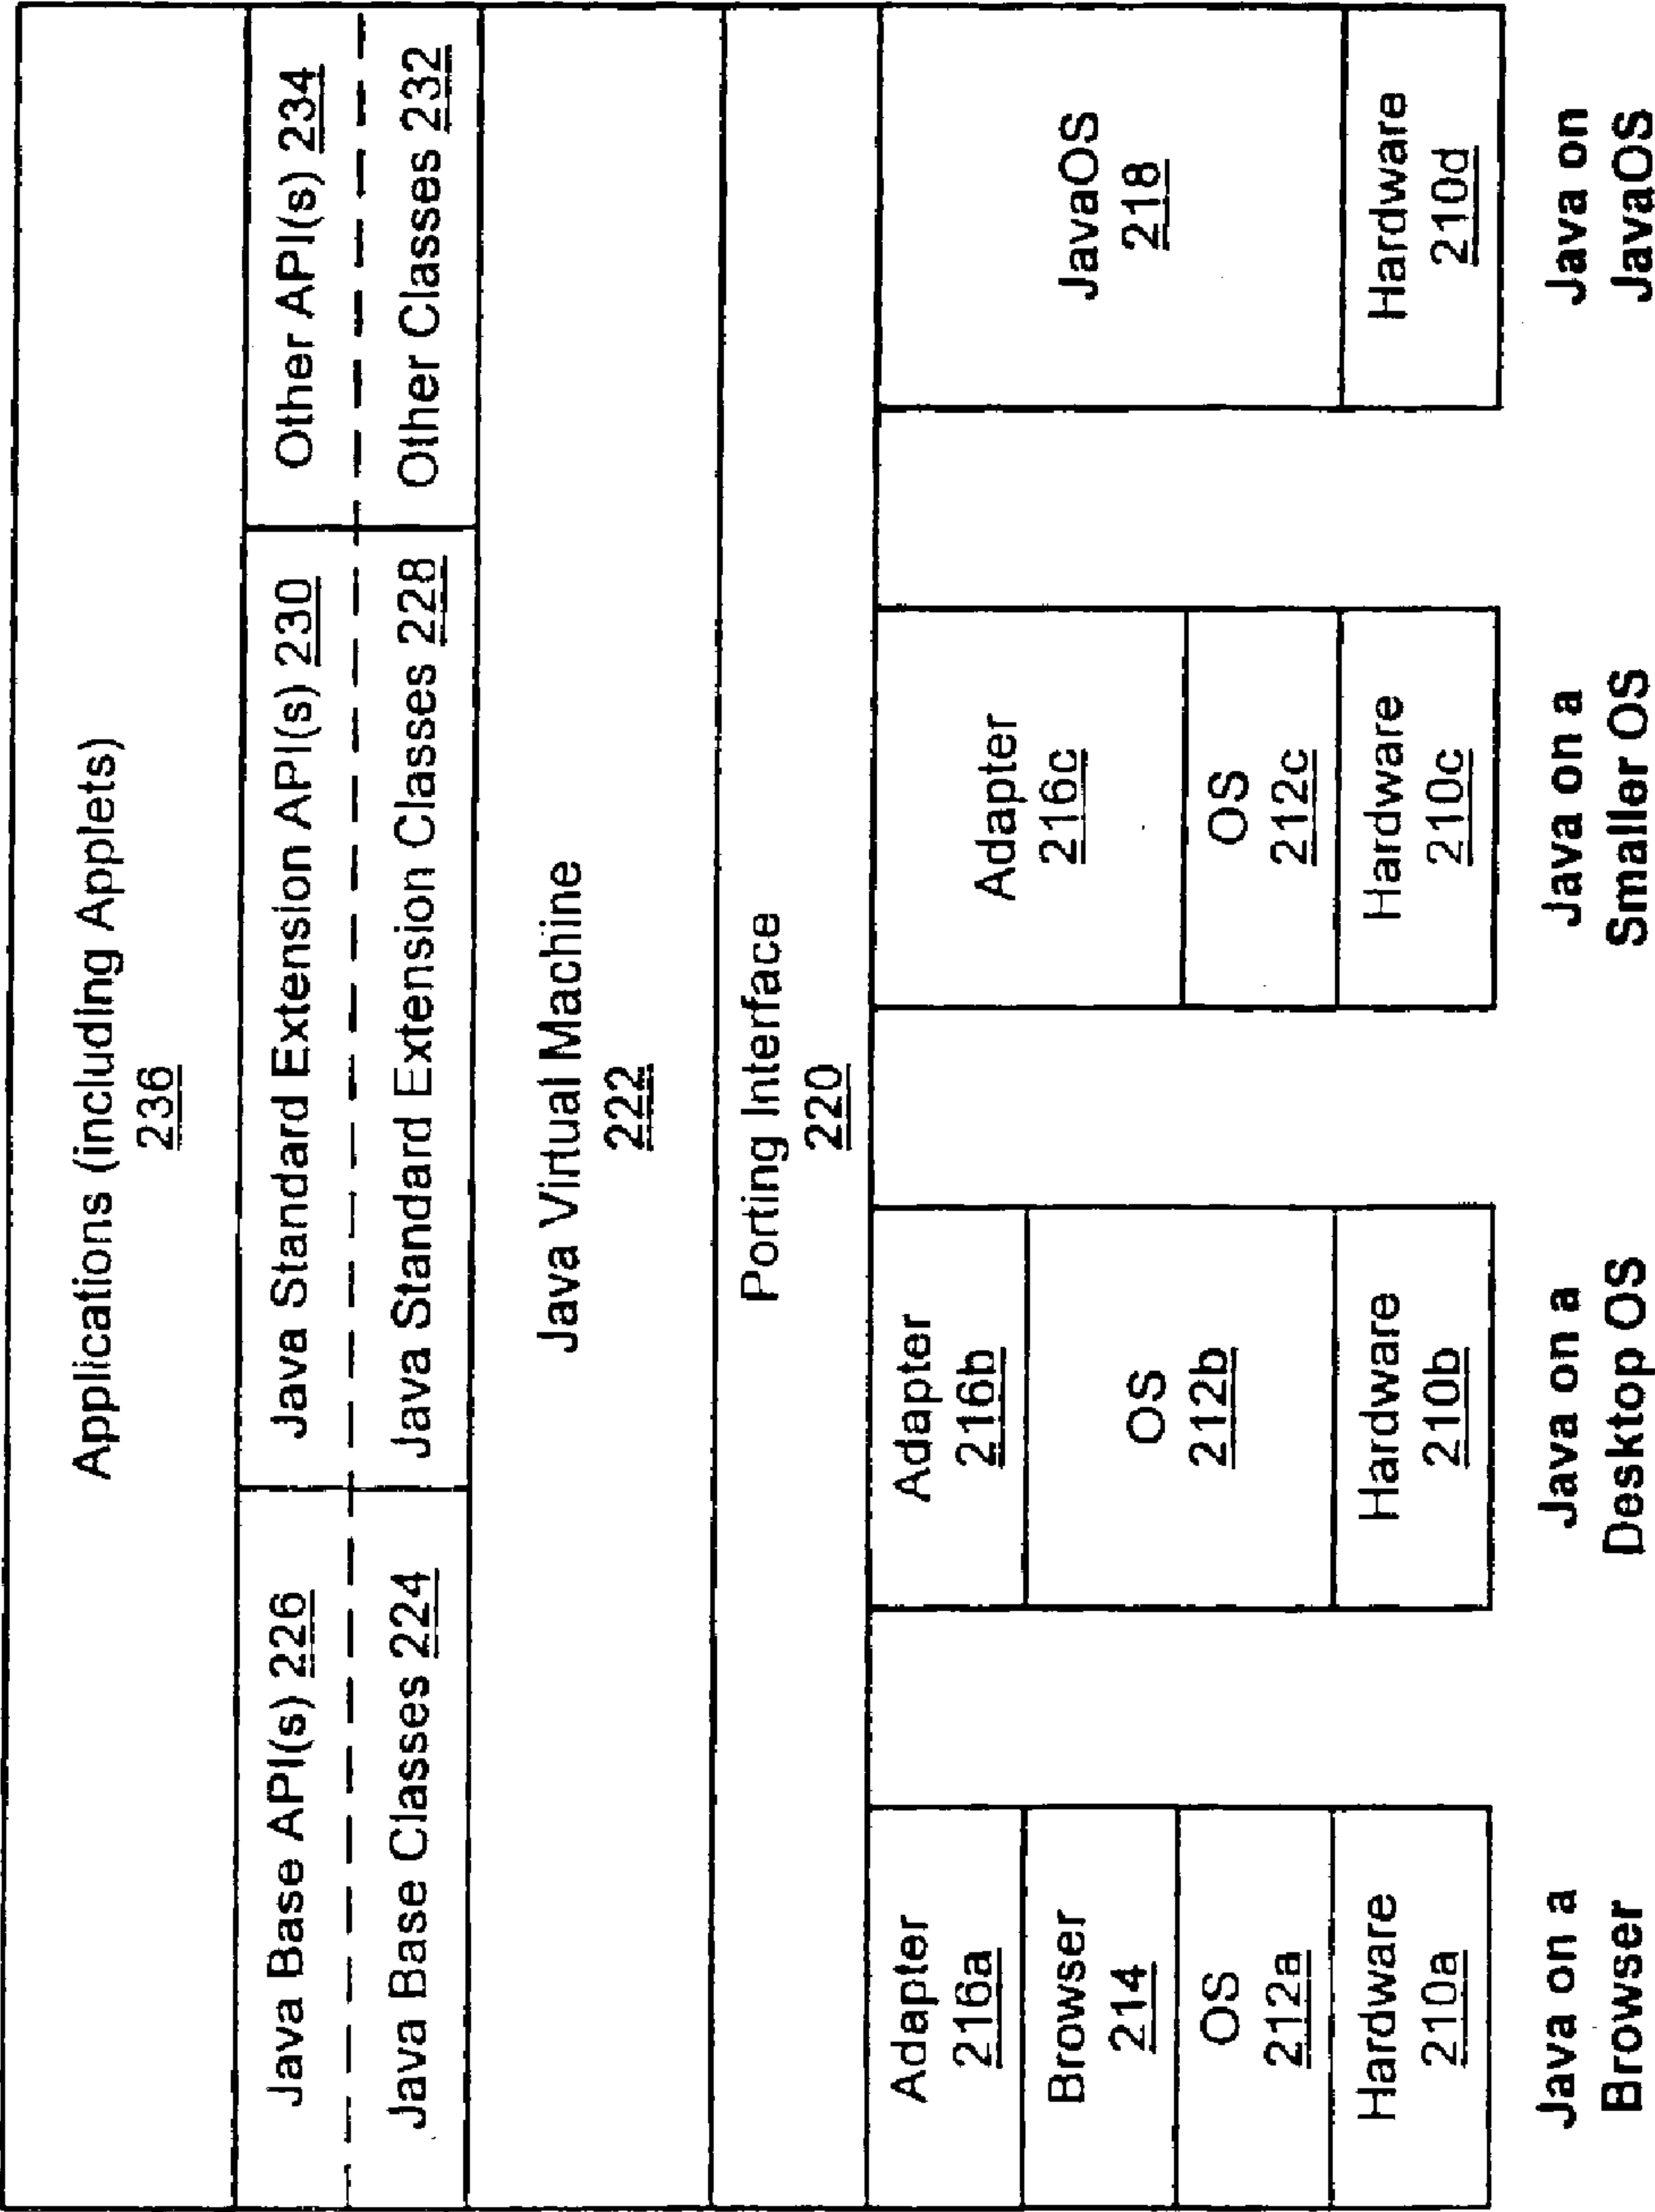 Applications (including Applets)
236
Java Base API(s) 226
Java Standard Extension API(s) 230
Other API(s) 234
Java Base Classes 224
Java Standard Extension Classes 228
Other Classes 232
Java Virtual Machine
222
Porting Interface
220
Adapter
216a
Browser
214
OS
212a
Hardware
210a
Java on a
Browser
Adapter
216b
OS
212b
Hardware
210b
Java on a
Desktop OS
Adapter
216c
OS
212c
Hardware
210c
Java on a
Smaller OS
JavaOS
218
Hardware
210d
Java on
JavaOS